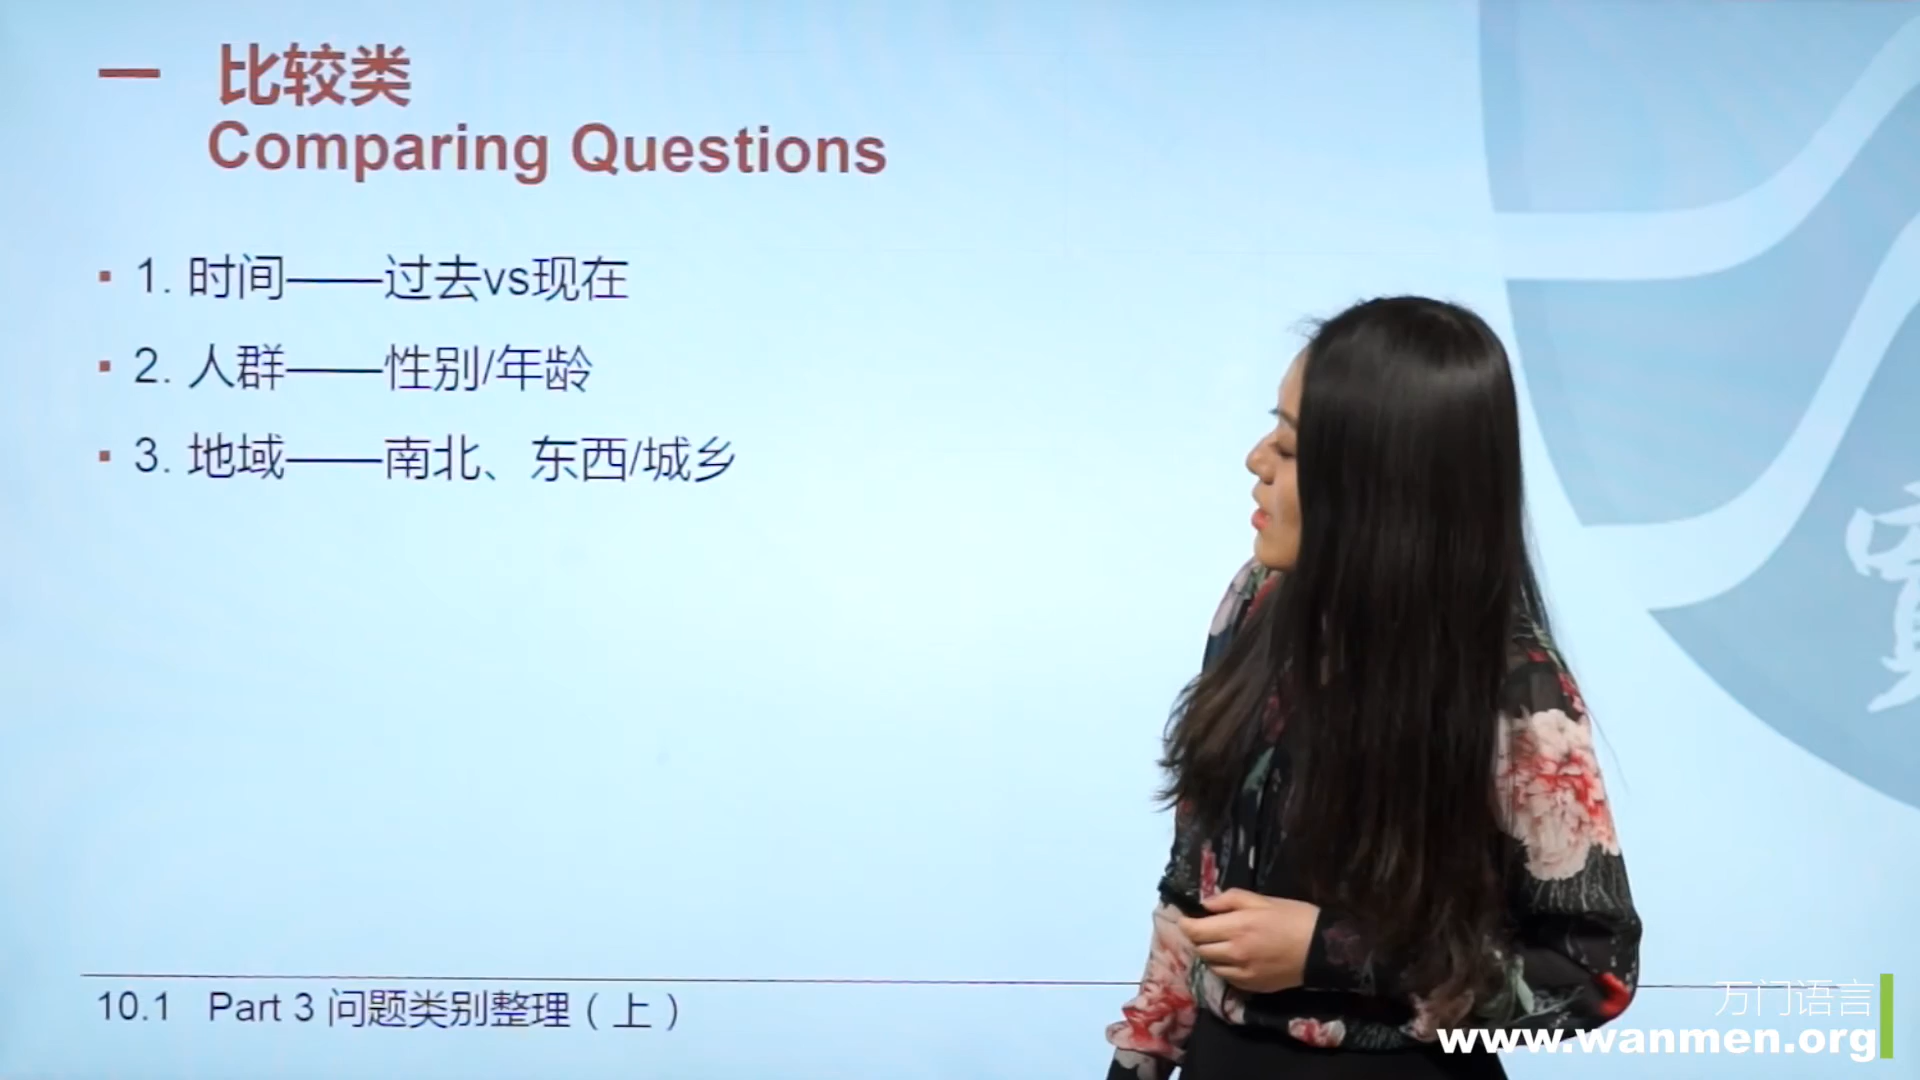 一 比较类
Comparing Questions
▪ 1. 时间——过去vs现在
▪ 2. 人群——性别/年龄
▪ 3. 地域——南北、东西/城乡
10.1 Part 3 问题类别整理（上）
万门语言
www.wanmen.org